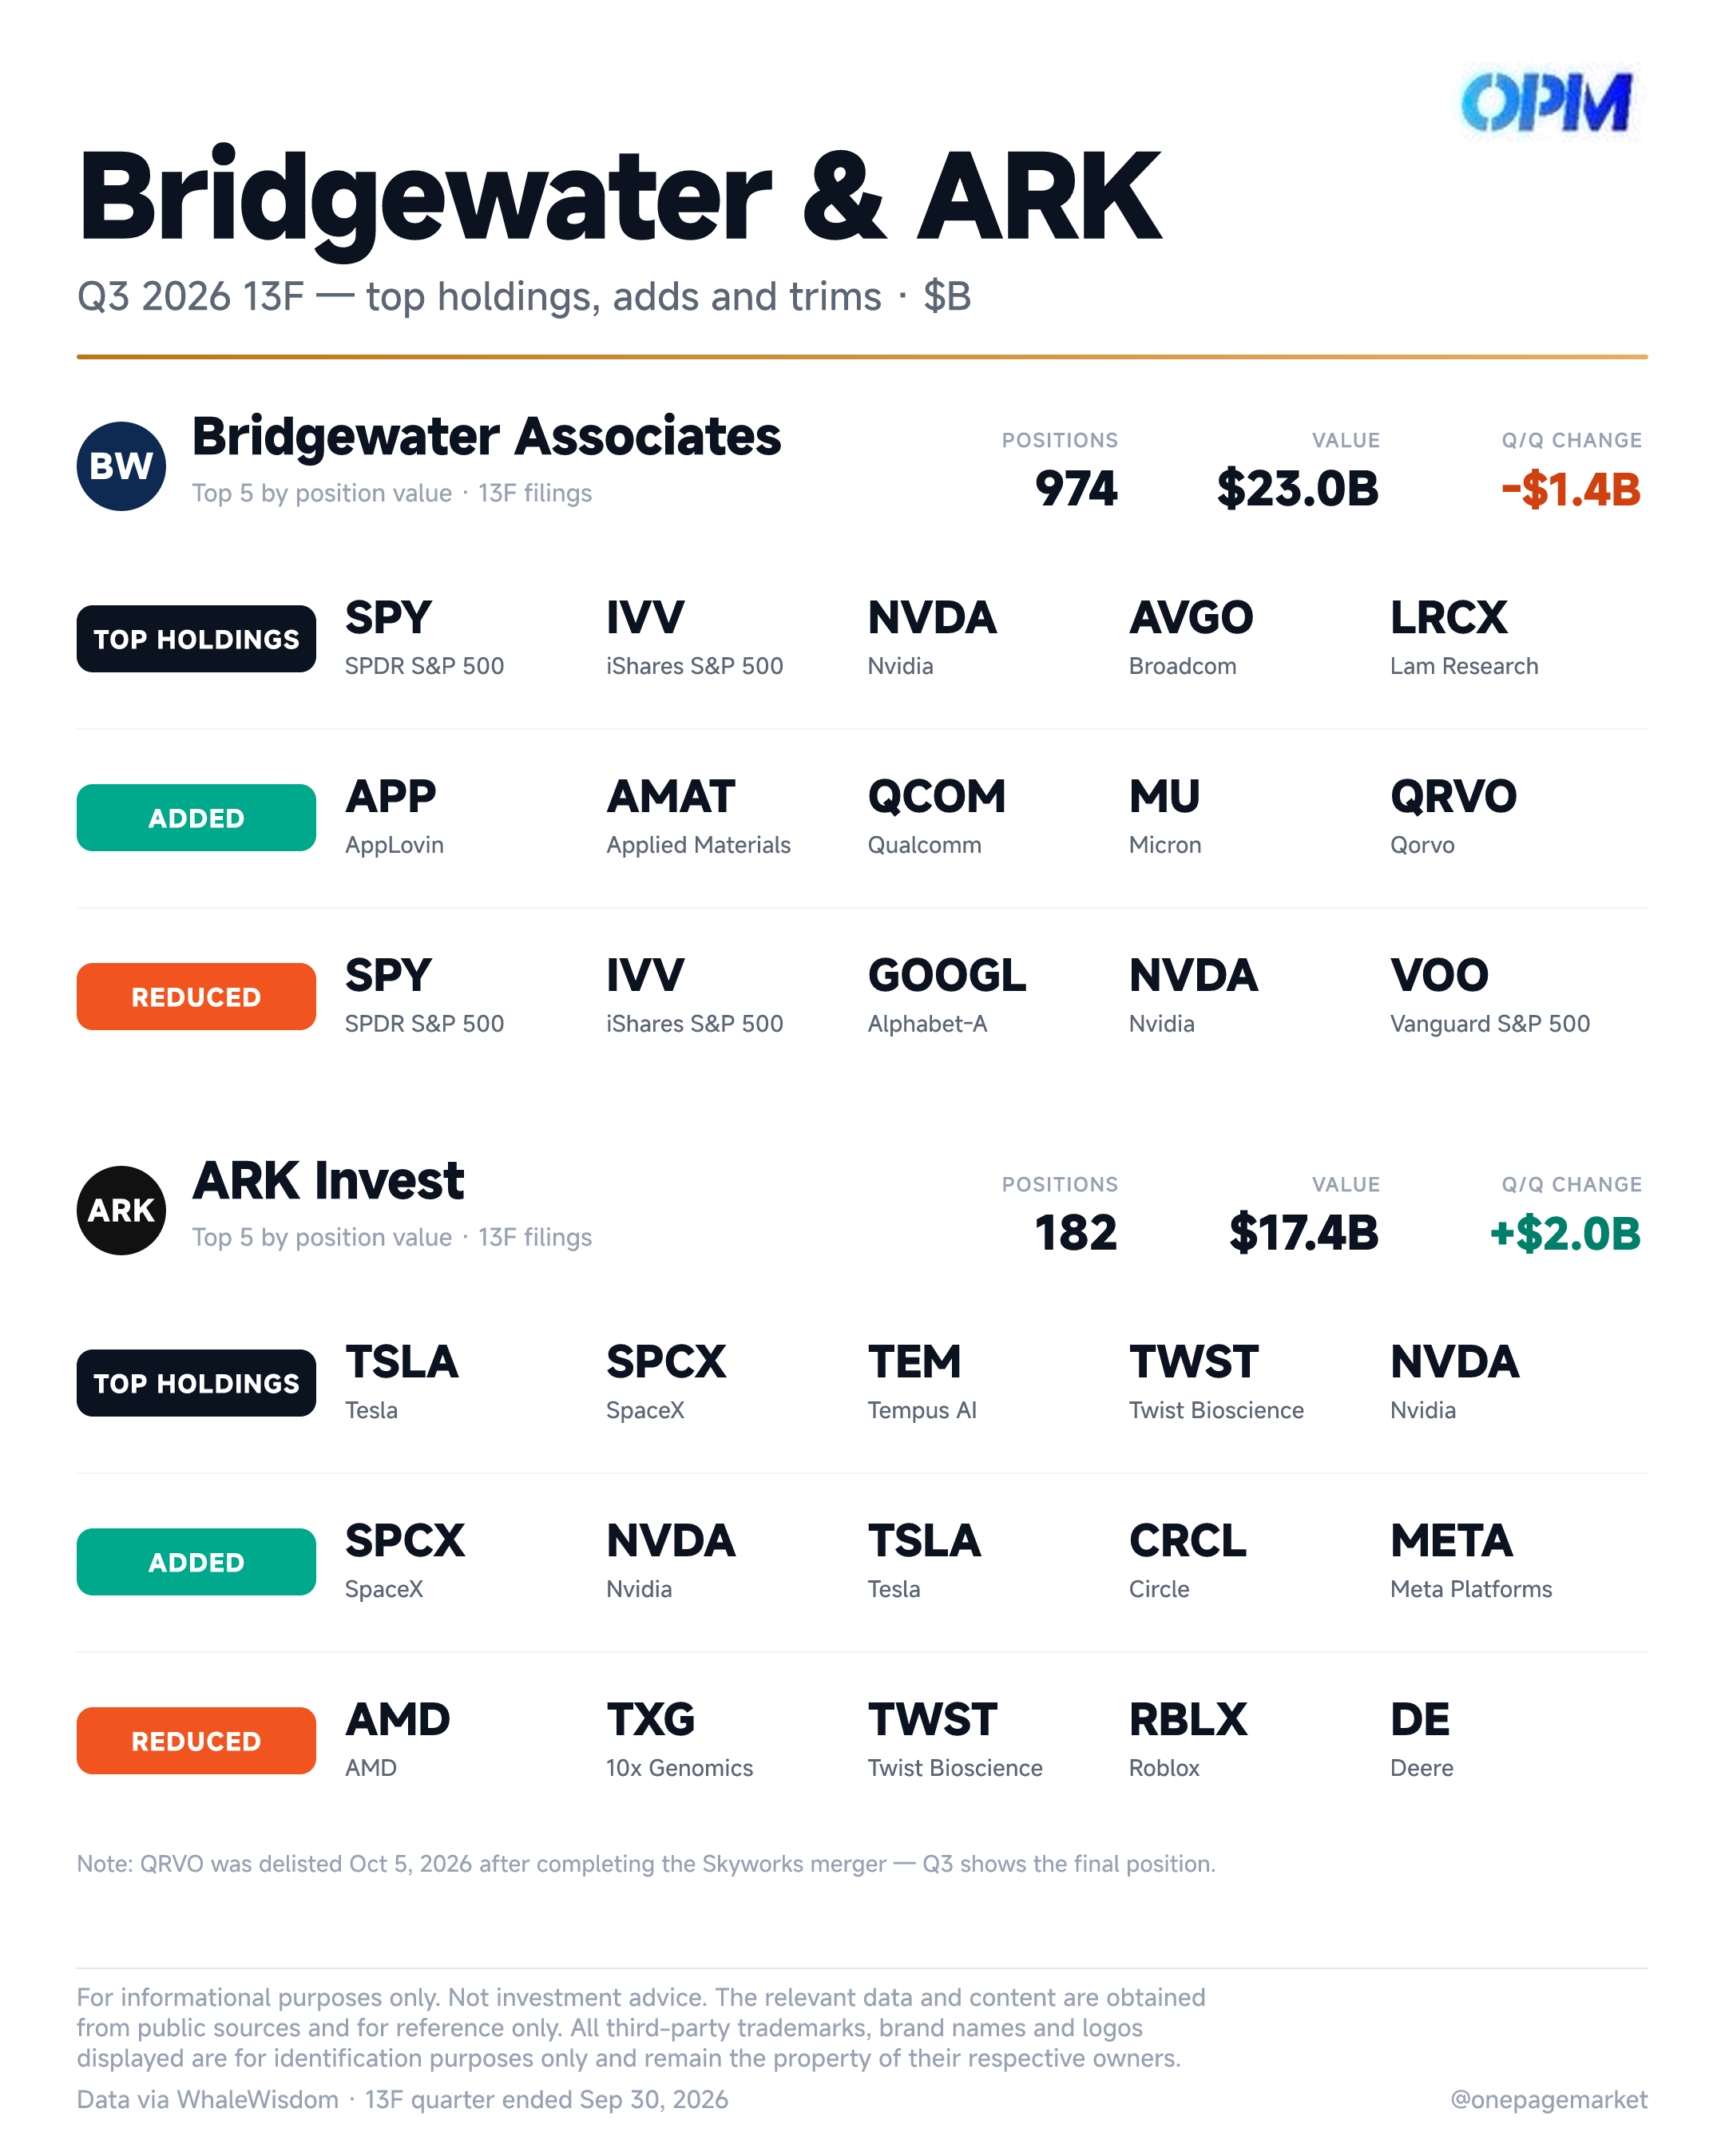 OPM
Bridgewater & ARK
Q3 2026 13F — top holdings, adds and trims · $B
BW
Bridgewater Associates
Top 5 by position value · 13F filings
POSITIONS
974
VALUE
$23.0B
Q/Q CHANGE
-$1.4B
TOP HOLDINGS
SPY
SPDR S&P 500
IVV
iShares S&P 500
NVDA
Nvidia
AVGO
Broadcom
LRCX
Lam Research
ADDED
APP
AppLovin
AMAT
Applied Materials
QCOM
Qualcomm
MU
Micron
QRVO
Qorvo
REDUCED
SPY
SPDR S&P 500
IVV
iShares S&P 500
GOOGL
Alphabet-A
NVDA
Nvidia
VOO
Vanguard S&P 500
ARK
ARK Invest
Top 5 by position value · 13F filings
POSITIONS
182
VALUE
$17.4B
Q/Q CHANGE
+$2.0B
TOP HOLDINGS
TSLA
Tesla
SPCX
SpaceX
TEM
Tempus AI
TWST
Twist Bioscience
NVDA
Nvidia
ADDED
SPCX
SpaceX
NVDA
Nvidia
TSLA
Tesla
CRCL
Circle
META
Meta Platforms
REDUCED
AMD
AMD
TXG
10x Genomics
TWST
Twist Bioscience
RBLX
Roblox
DE
Deere
Note: QRVO was delisted Oct 5, 2026 after completing the Skyworks merger — Q3 shows the final position.
For informational purposes only. Not investment advice. The relevant data and content are obtained
from public sources and for reference only. All third-party trademarks, brand names and logos
displayed are for identification purposes only and remain the property of their respective owners.
Data via WhaleWisdom · 13F quarter ended Sep 30, 2026
@onepagemarket